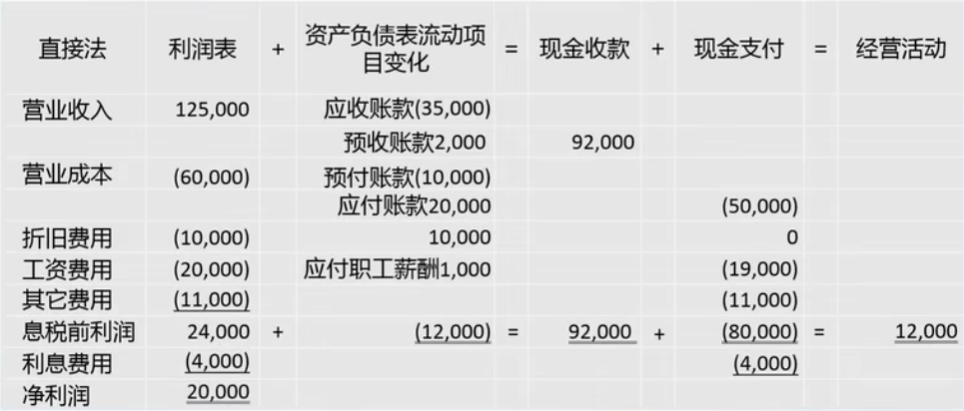 直接法 利润表 + 资产负债表流动项目变化 = 现金收款 + 现金支付 = 经营活动
营业收入 125,000 应收账款(35,000)
预收账款2,000 92,000
营业成本 (60,000) 预付账款(10,000)
应付账款20,000 (50,000)
折旧费用 (10,000) 10,000 0
工资费用 (20,000) 应付职工薪酬1,000 (19,000)
其它费用 (11,000) (11,000)
息税前利润 24,000 + (12,000) = 92,000 + (80,000) = 12,000
利息费用 (4,000) (4,000)
净利润 20,000